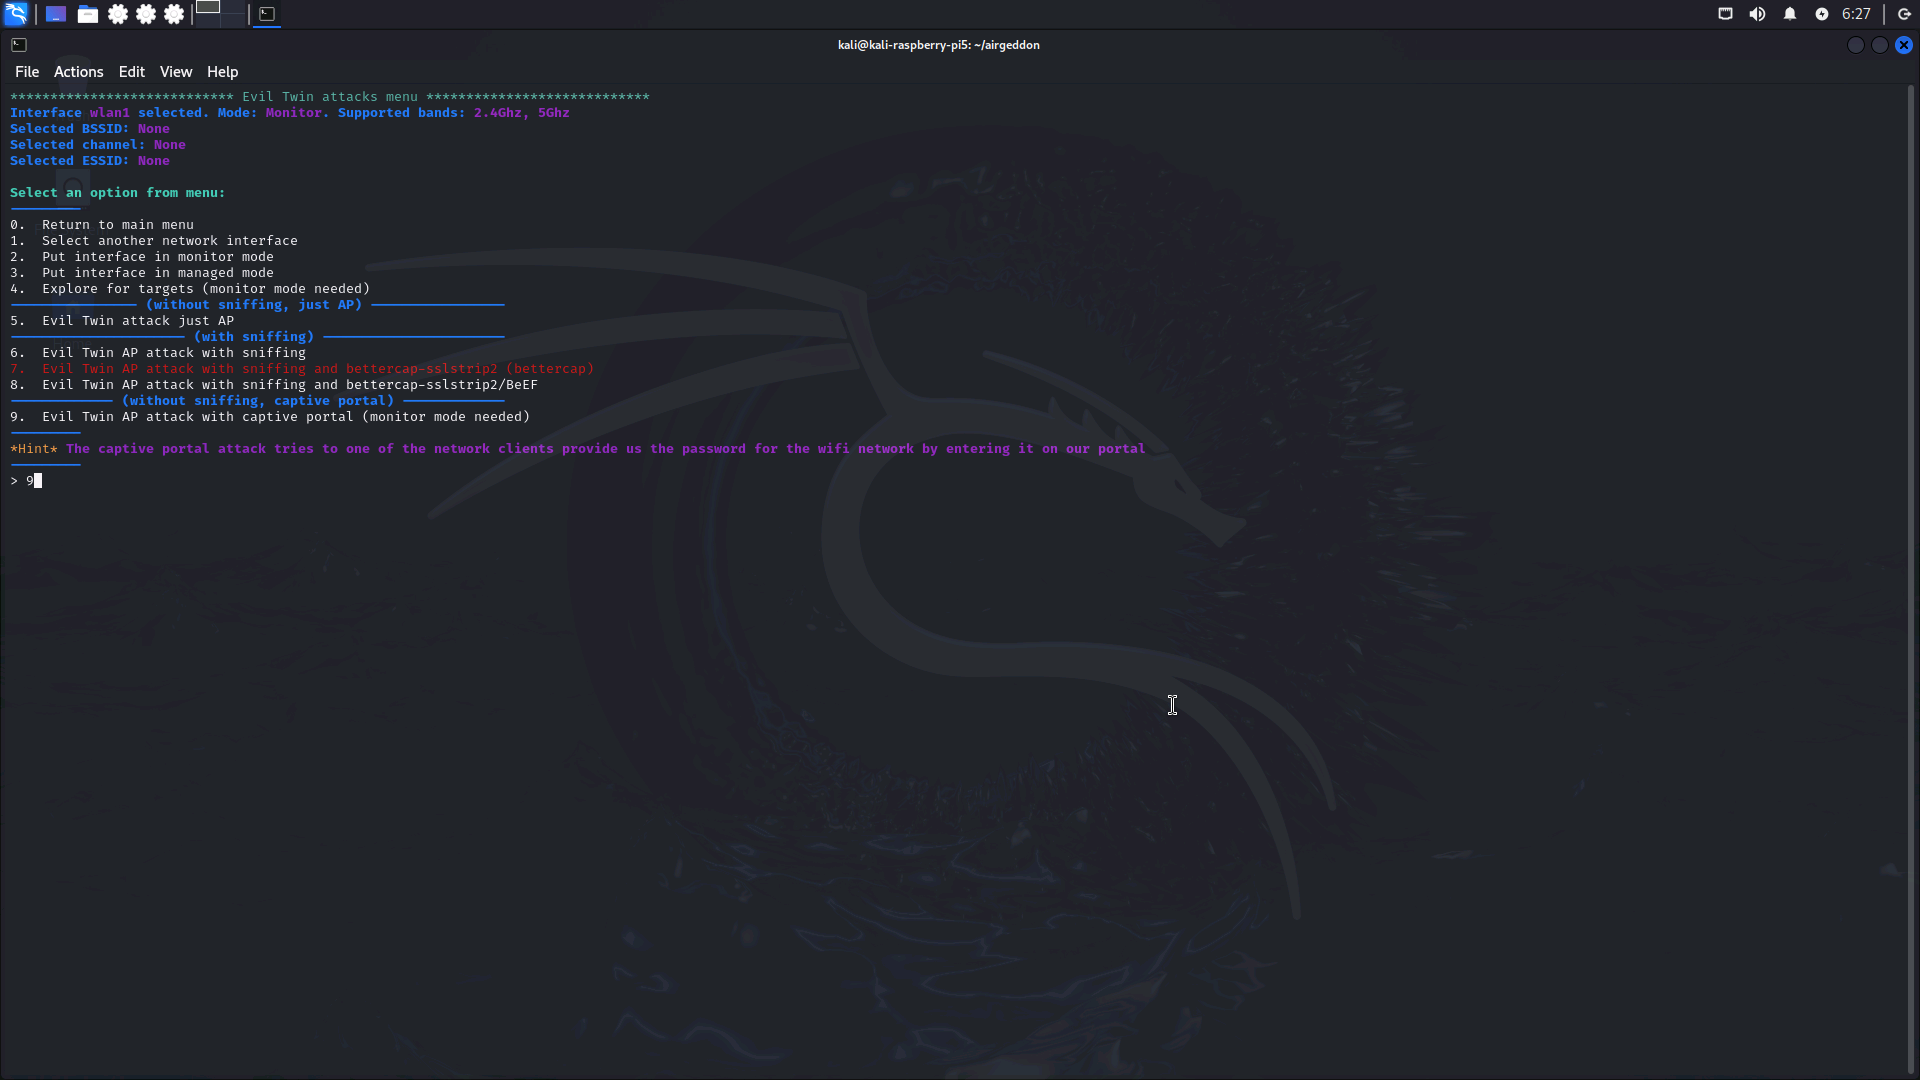 6:27
kali@kali-raspberry-pi5: ~/airgeddon
File Actions Edit View Help
**************************** Evil Twin attacks menu ****************************
Interface wlan1 selected. Mode: Monitor. Supported bands: 2.4Ghz, 5Ghz
Selected BSSID: None
Selected channel: None
Selected ESSID: None
Select an option from menu:
0. Return to main menu
1. Select another network interface
2. Put interface in monitor mode
3. Put interface in managed mode
4. Explore for targets (monitor mode needed)
(without sniffing, just AP)
5. Evil Twin attack just AP
(with sniffing)
6. Evil Twin AP attack with sniffing
7. Evil Twin AP attack with sniffing and bettercap-sslstrip2 (bettercap)
8. Evil Twin AP attack with sniffing and bettercap-sslstrip2/BeEF
(without sniffing, captive portal)
9. Evil Twin AP attack with captive portal (monitor mode needed)
*Hint* The captive portal attack tries to one of the network clients provide us the password for the wifi network by entering it on our portal
> 9